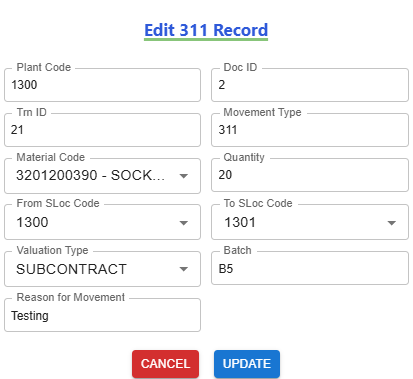 Edit 311 Record
Plant Code
Doc ID
1300
2
Trn ID
Movement Type
21
311
Material Code
Quantity
3201200390 - SOCK...
20
From SLoc Code
To SLoc Code
1300
1301
Valuation Type
Batch
SUBCONTRACT
B5
Reason for Movement
Testing
CANCEL
UPDATE